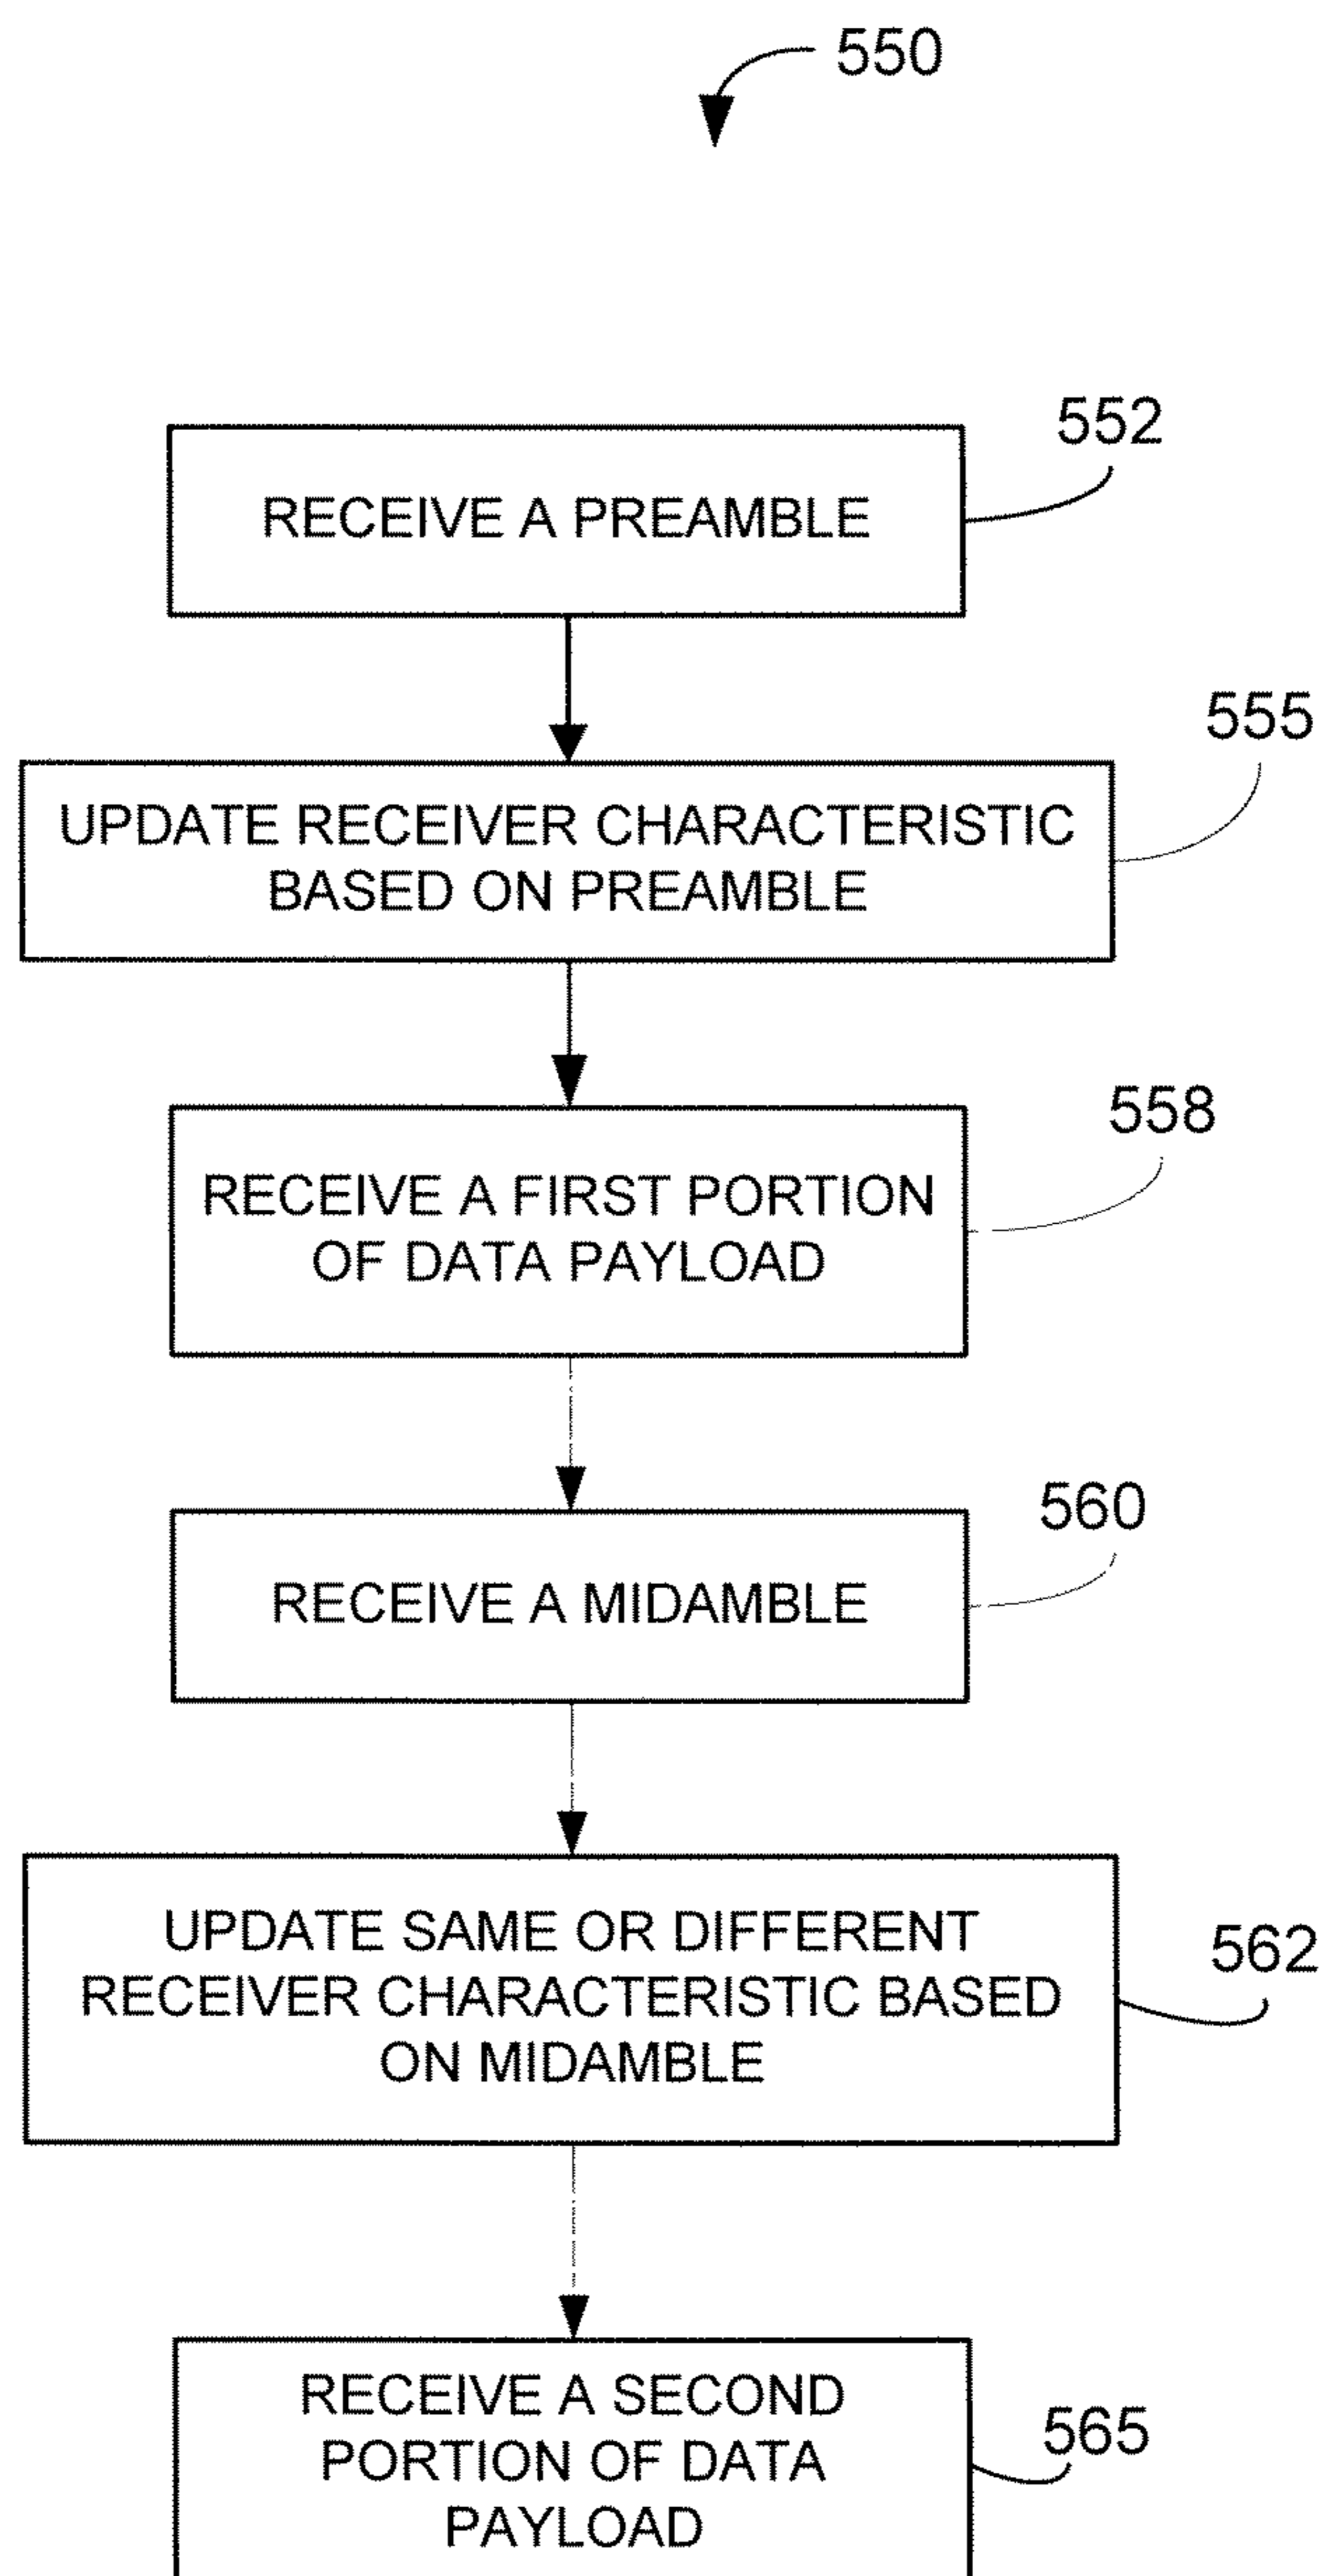 550
552
RECEIVE A PREAMBLE
555
UPDATE RECEIVER CHARACTERISTIC
BASED ON PREAMBLE
558
RECEIVE A FIRST PORTION
OF DATA PAYLOAD
560
RECEIVE A MIDAMBLE
UPDATE SAME OR DIFFERENT
562
RECEIVER CHARACTERISTIC BASED
ON MIDAMBLE
RECEIVE A SECOND
565
PORTION OF DATA
PAYLOAD